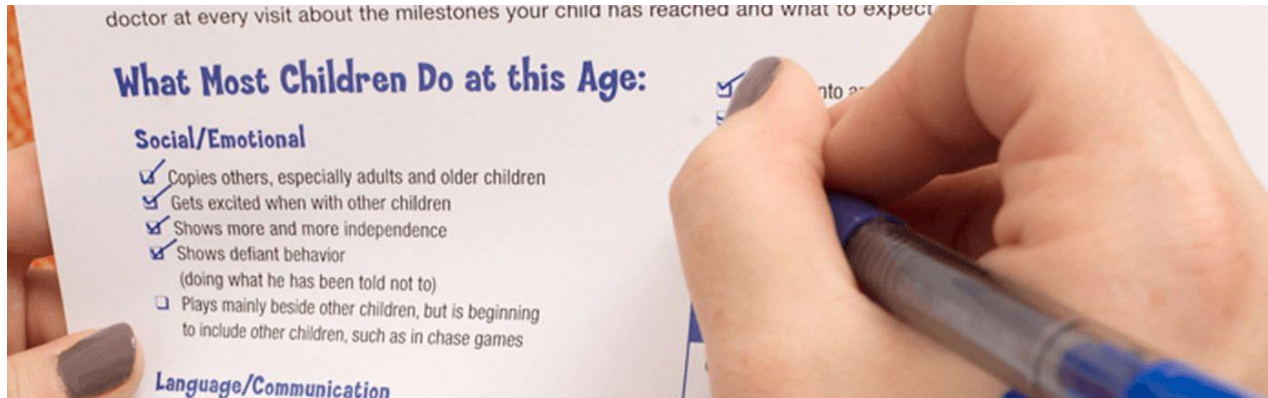 doctor at every visit about the milestones your child has reached and what to expect
What Most Children Do at this Age:
Social/Emotional
Copies others, especially adults and older children
Gets excited when with other children
Shows more and more independence
Shows defiant behavior
(doing what he has been told not to)
Plays mainly beside other children, but is beginning
to include other children, such as in chase games
Language/Communication